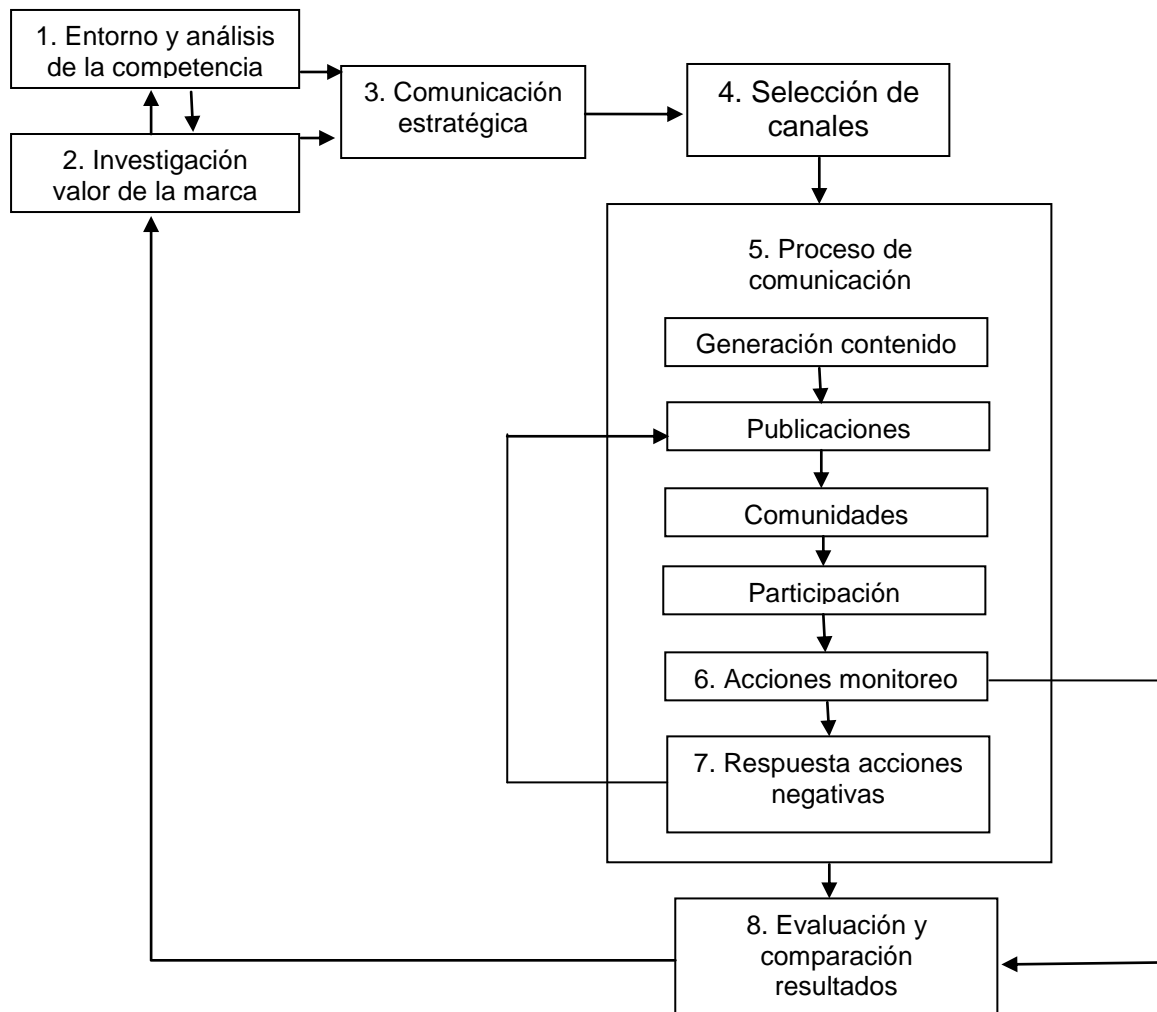 1. Entorno y análisis
de la competencia
2. Investigación
valor de la marca
3. Comunicación
estratégica
4. Selección de
canales
5. Proceso de
comunicación
Generación contenido
Publicaciones
Comunidades
Participación
6. Acciones monitoreo
7. Respuesta acciones
negativas
8. Evaluación y
comparación
resultados